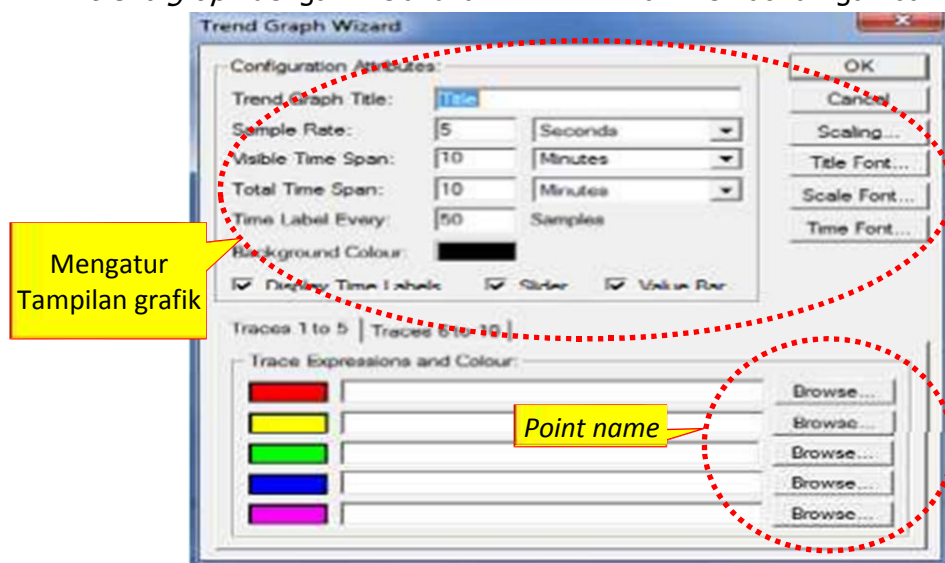 Trend Graph Wizard
Configuration Attributes:
OK
Trend Graph Title: Title
Cancel
Sample Rate: 5 Seconds
Scaling...
Visible Time Span: 10 Minutes
Title Font...
Total Time Span: 10 Minutes
Scale Font...
Time Label Every: 50 Samples
Time Font...
Background Colour:
Display Time Labels Slider Value Bar
Mengatur
Tampilan grafik
Traces 1 to 5 Traces 6 to 10
Trace Expressions and Colour:
Browse...
Point name
Browse...
Browse...
Browse...
Browse...